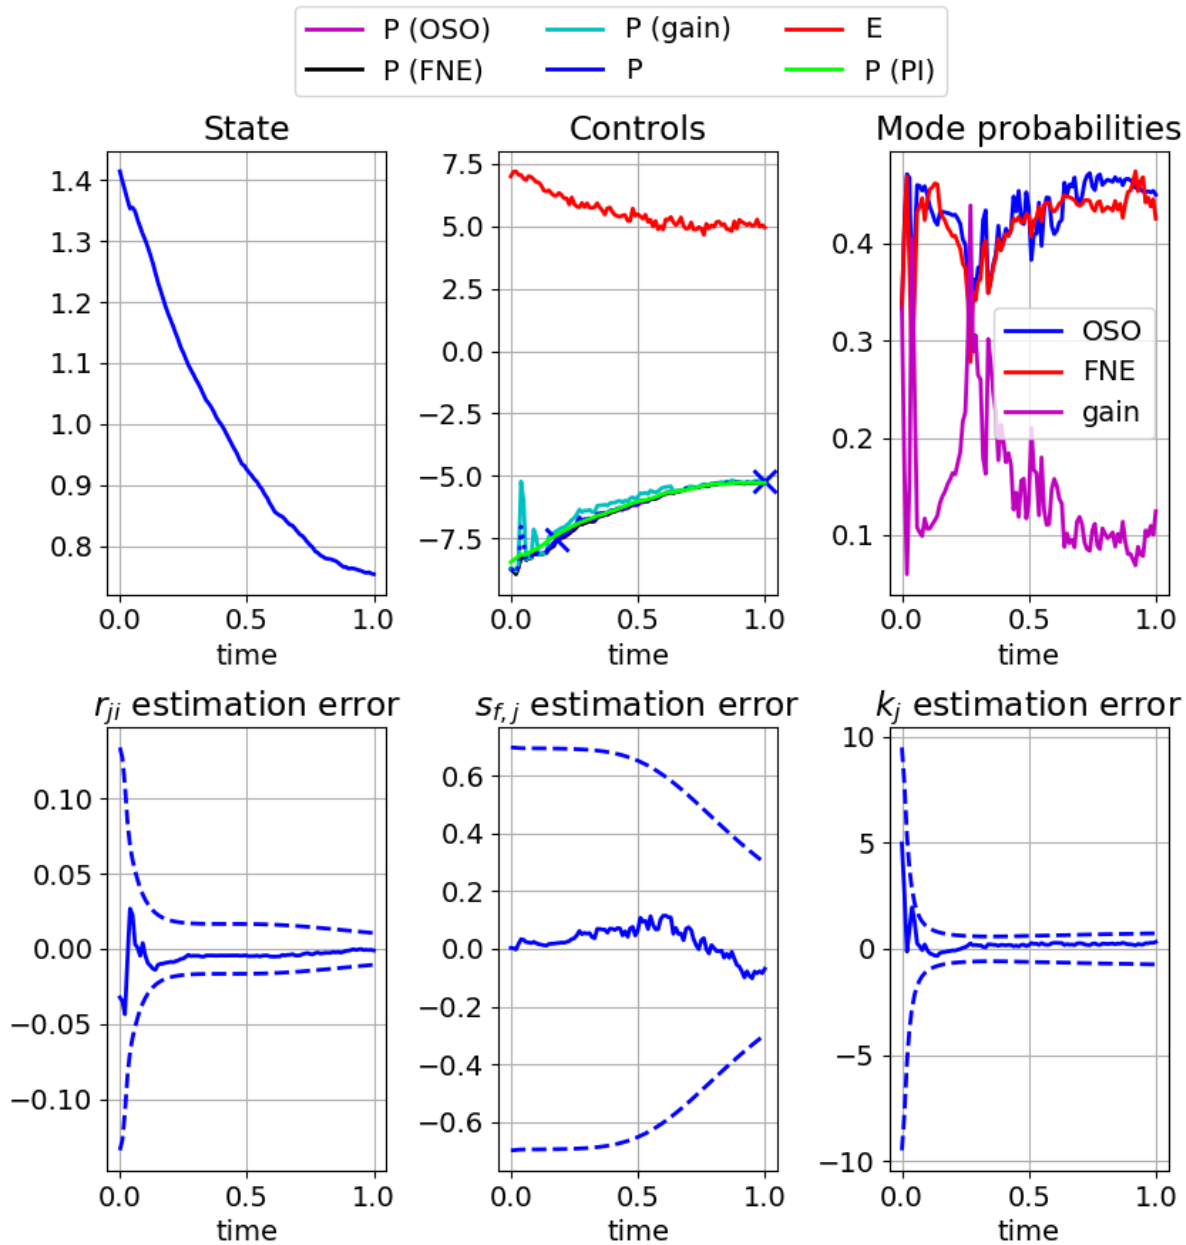 P (OSO) P (gain) E
P (FNE) P P (PI)
State Controls Mode probabilities
1.4
1.3
1.2
1.1
1.0
0.9
0.8
0.0 0.5 1.0
time
7.5
5.0
2.5
0.0
−2.5
−5.0
−7.5
0.0 0.5 1.0
time
0.4
0.3
0.2
0.1
OSO
FNE
gain
0.0 0.5 1.0
time
r_{ji} estimation error s_{f,j} estimation error k_j estimation error
0.10
0.05
0.00
−0.05
−0.10
0.0 0.5 1.0
time
0.6
0.4
0.2
0.0
−0.2
−0.4
−0.6
0.0 0.5 1.0
time
10
5
0
−5
−10
0.0 0.5 1.0
time